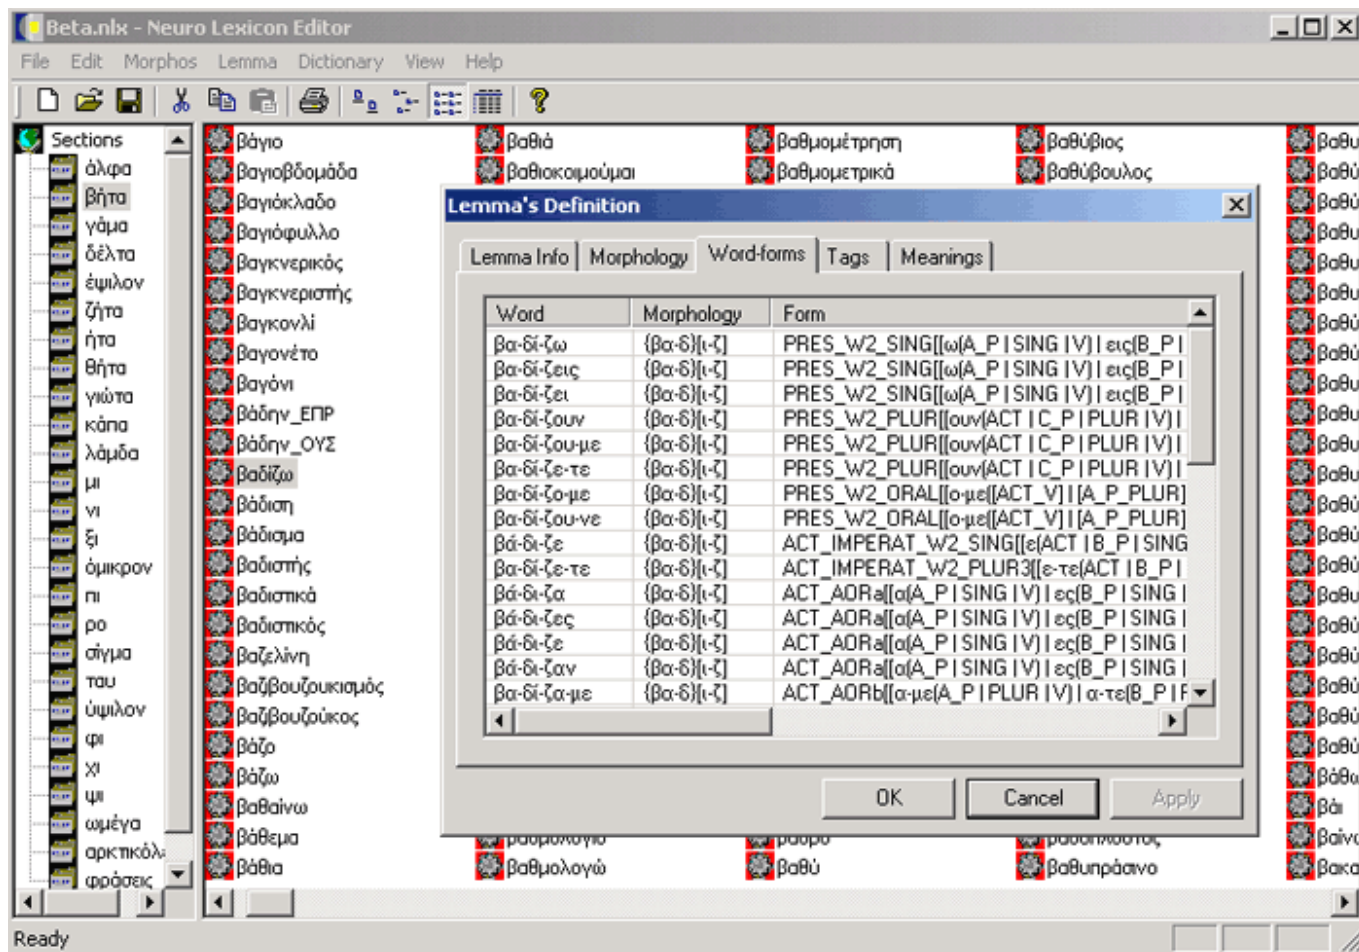 Beta.nlx - Neuro Lexicon Editor
File Edit Morphos Lemma Dictionary View Help
Sections
άλφα
βήτα
γάμα
δέλτα
έψιλον
ζήτα
ήτα
θήτα
γιώτα
κάπα
λάμδα
μι
νι
ξι
όμικρον
πι
ρο
σίγμα
ταυ
ύψιλον
φι
χι
ψι
ωμέγα
αρκτικόλ
φράσεις
βάγιο
βαγιοβδομάδα
βαγιόκλαδο
βαγιόφυλλο
βαγκνερικός
βαγκνεριστής
βαγκονλί
βαγονέτο
βαγόνι
βάδην_ΕΠΡ
βάδην_ΟΥΣ
βαδίζω
βάδιση
βάδισμα
βαδιστής
βαδιστικά
βαδιστικός
βαζελίνη
βαζιβουζουκισμός
βαζιβουζούκος
βάζο
βάζω
βαθαίνω
βάθεμα
βάθια
βαθιά
βαθιοκοιμούμαι
βαθμολόγιο
βαθμολογώ
βαθμομέτρηση
βαθμομετρικά
βάθρο
βαθύ
βαθύβιος
βαθύβουλος
βαθύπλουτος
βαθυπράσινο
Lemma's Definition
Lemma Info Morphology Word-forms Tags Meanings
Word Morphology Form
βα-δί-ζω {βα-δ}[ι-ζ] PRES_W2_SING[[ω(A_P | SING | V) | εις(B_P |
βα-δί-ζεις {βα-δ}[ι-ζ] PRES_W2_SING[[ω(A_P | SING | V) | εις(B_P |
βα-δί-ζει {βα-δ}[ι-ζ] PRES_W2_SING[[ω(A_P | SING | V) | εις(B_P |
βα-δί-ζουν {βα-δ}[ι-ζ] PRES_W2_PLUR[[ουν(ACT | C_P | PLUR | V) |
βα-δί-ζου-με {βα-δ}[ι-ζ] PRES_W2_PLUR[[ουν(ACT | C_P | PLUR | V) |
βα-δί-ζε-τε {βα-δ}[ι-ζ] PRES_W2_PLUR[[ουν(ACT | C_P | PLUR | V) |
βα-δί-ζο-με {βα-δ}[ι-ζ] PRES_W2_ORAL[[ο-με([ACT_V] | [A_P_PLUR]
βα-δί-ζου-νε {βα-δ}[ι-ζ] PRES_W2_ORAL[[ο-με([ACT_V] | [A_P_PLUR]
βά-δι-ζε {βα-δ}[ι-ζ] ACT_IMPERAT_W2_SING[[ε(ACT | B_P | SING
βα-δί-ζε-τε {βα-δ}[ι-ζ] ACT_IMPERAT_W2_PLUR3[[ε-τε(ACT | B_P |
βά-δι-ζα {βα-δ}[ι-ζ] ACT_AORa[[α(A_P | SING | V) | ες(B_P | SING |
βά-δι-ζες {βα-δ}[ι-ζ] ACT_AORa[[α(A_P | SING | V) | ες(B_P | SING |
βά-δι-ζε {βα-δ}[ι-ζ] ACT_AORa[[α(A_P | SING | V) | ες(B_P | SING |
βά-δι-ζαν {βα-δ}[ι-ζ] ACT_AORa[[α(A_P | SING | V) | ες(B_P | SING |
βα-δί-ζα-με {βα-δ}[ι-ζ] ACT_AORb[[α-με(A_P | PLUR | V) | α-τε(B_P | F
OK Cancel Apply
Ready